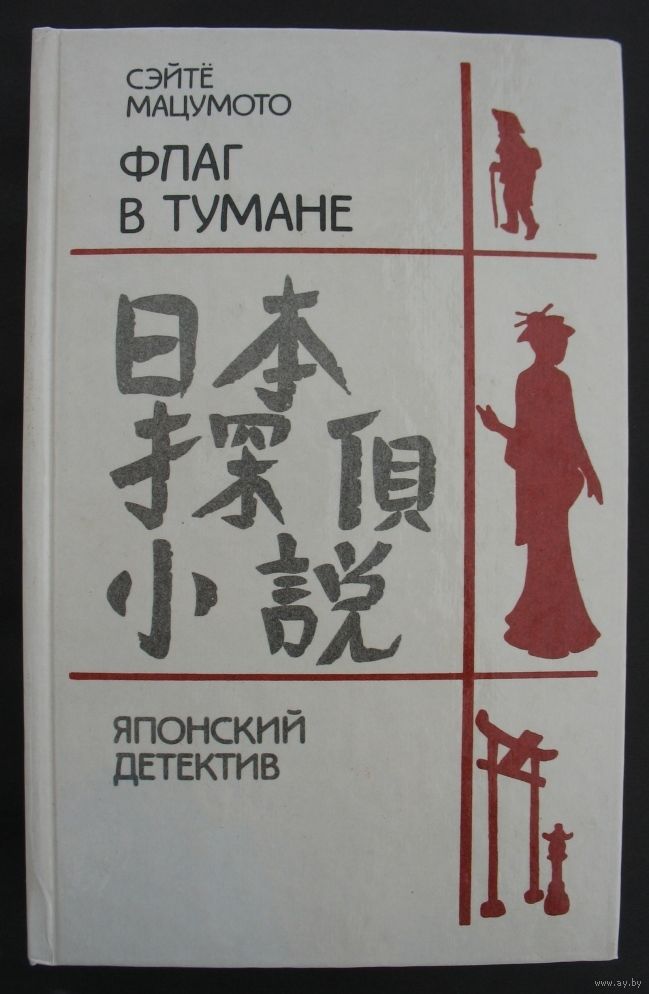 СЭЙТЁ
МАЦУМОТО
ФЛАГ
В ТУМАНЕ
日本
探偵
小説
ЯПОНСКИЙ
ДЕТЕКТИВ
www.ay.by